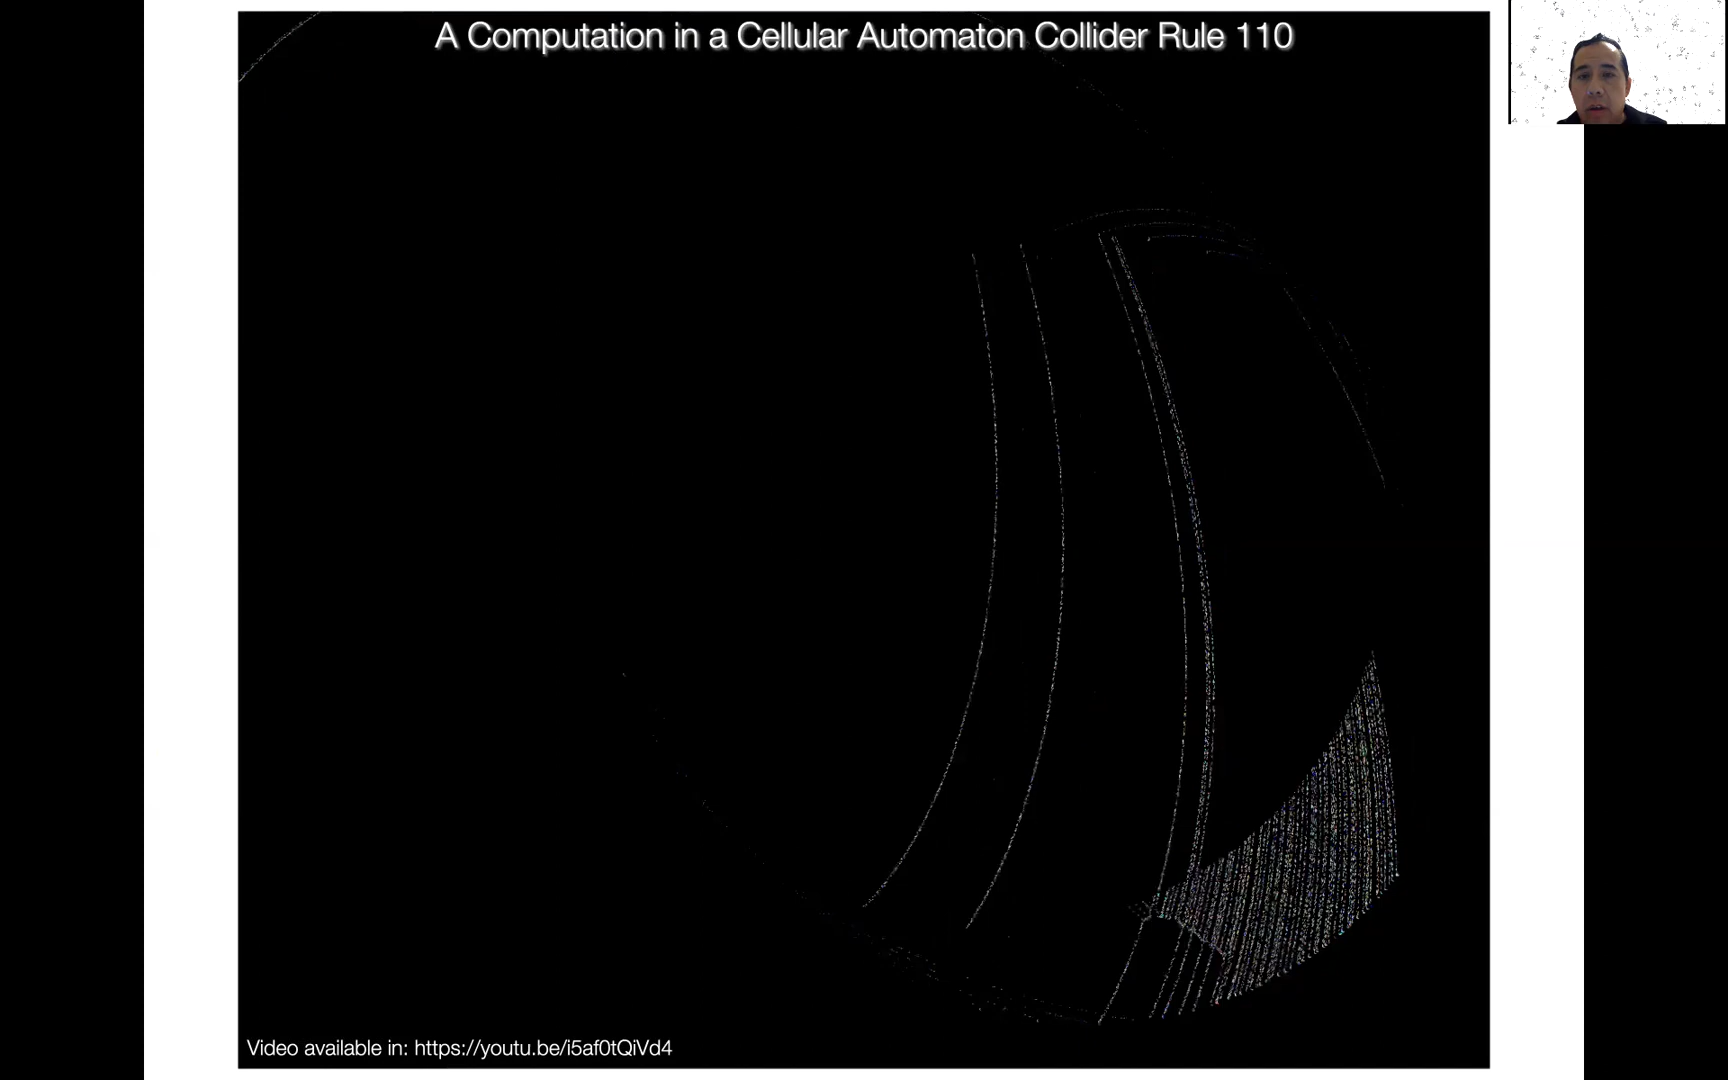 A Computation in a Cellular Automaton Collider Rule 110
Video available in: https://youtu.be/i5af0tQiVd4